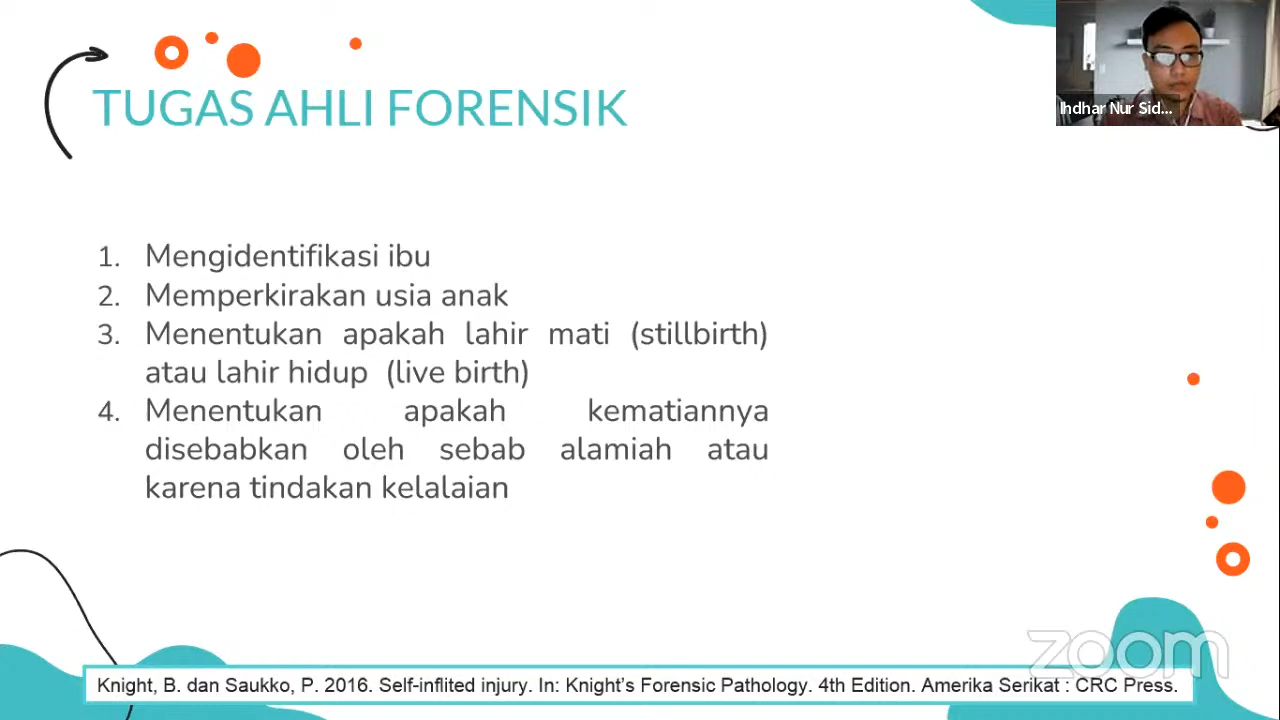 Ihdhar Nur Sid...
TUGAS AHLI FORENSIK
1. Mengidentifikasi ibu
2. Memperkirakan usia anak
3. Menentukan apakah lahir mati (stillbirth)
atau lahir hidup (live birth)
4. Menentukan apakah kematiannya
disebabkan oleh sebab alamiah atau
karena tindakan kelalaian
zoom
Knight, B. dan Saukko, P. 2016. Self-inflited injury. In: Knight's Forensic Pathology. 4th Edition. Amerika Serikat : CRC Press.